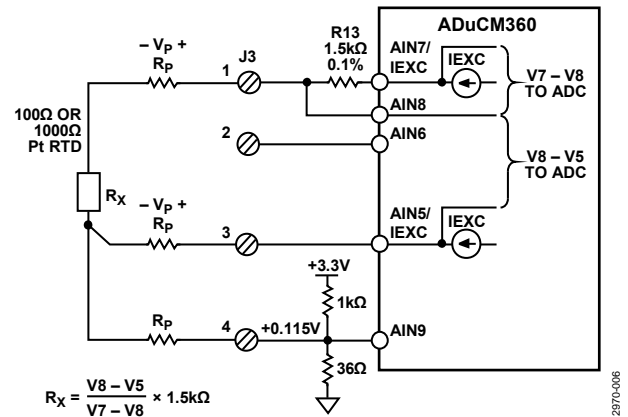 ADuCM360
R13
1.5kΩ
0.1%
– VP +
RP
J3
1
AIN7/
IEXC
IEXC
V7 – V8
TO ADC
AIN8
100Ω OR
1000Ω
Pt RTD
2
AIN6
V8 – V5
TO ADC
RX
– VP +
RP
3
AIN5/
IEXC
IEXC
+3.3V
1kΩ
RP
4
+0.115V
AIN9
36Ω
RX = V8 – V5 / V7 – V8 × 1.5kΩ
2970-006